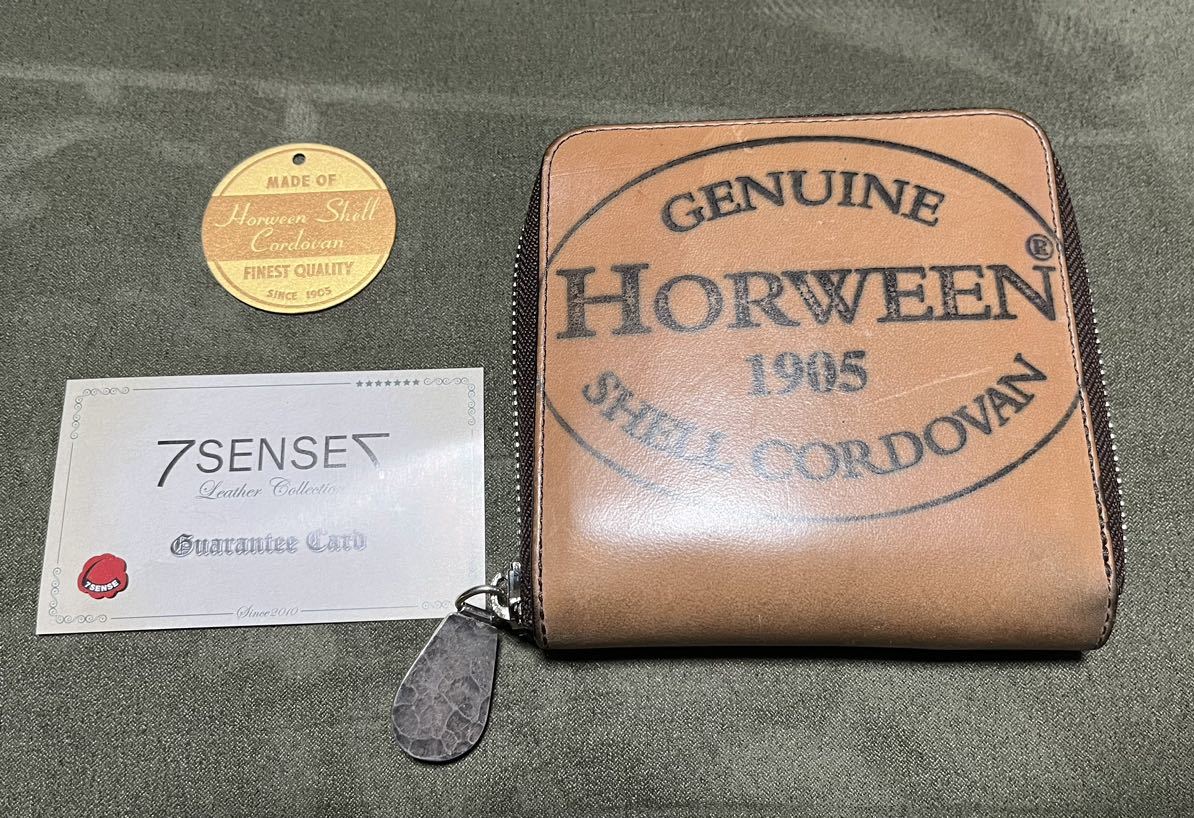 MADE OF
Horween Shell
Cordovan
FINEST QUALITY
SINCE 1905
7SENSE7
Leather Collection
Guarantee Card
7SENSE
Since2010
GENUINE
HORWEEN®
1905
SHELL CORDOVAN